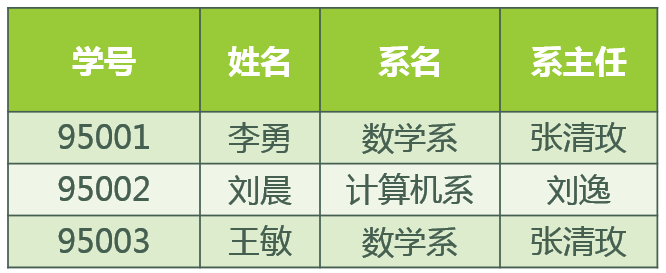 学号 姓名 系名 系主任
95001 李勇 数学系 张清玫
95002 刘晨 计算机系 刘逸
95003 王敏 数学系 张清玫